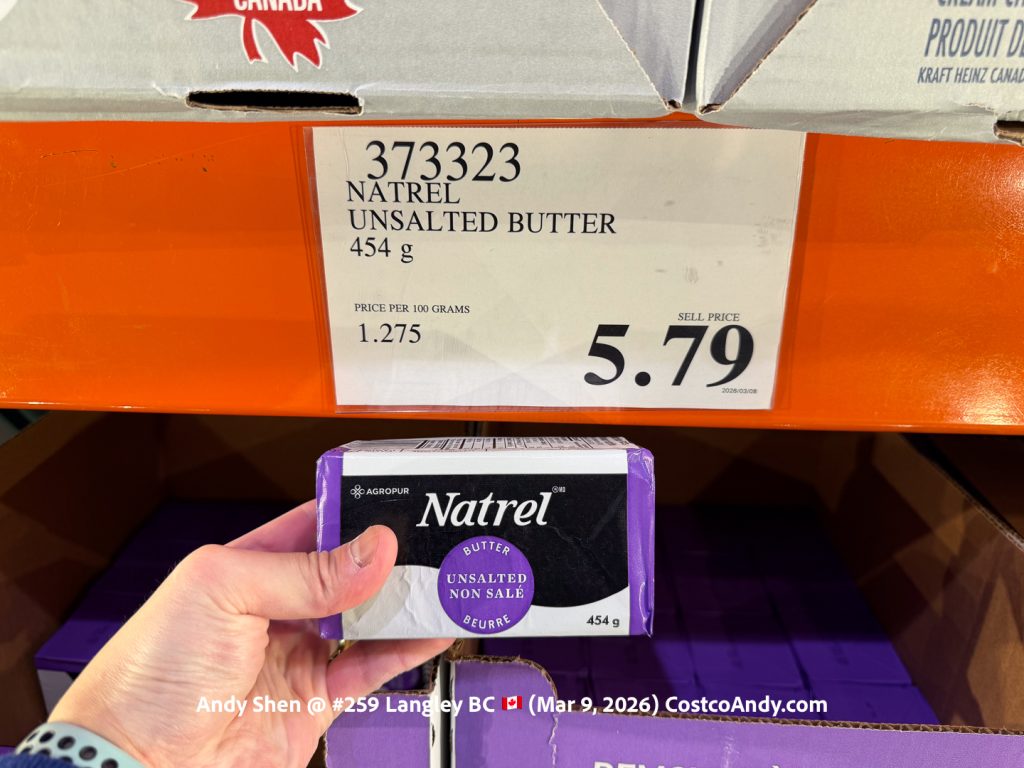 CANADA
PRODUIT
KRAFT HEINZ
373323
NATREL
UNSALTED BUTTER
454 g
PRICE PER 100 GRAMS
1.275
SELL PRICE
5.79
2026/03/08
AGROPUR
Natrel
BUTTER
UNSALTED
NON SALÉ
BEURRE
454 g
Andy Shen @ #259 Langley BC 🇨🇦 (Mar 9, 2026) CostcoAndy.com